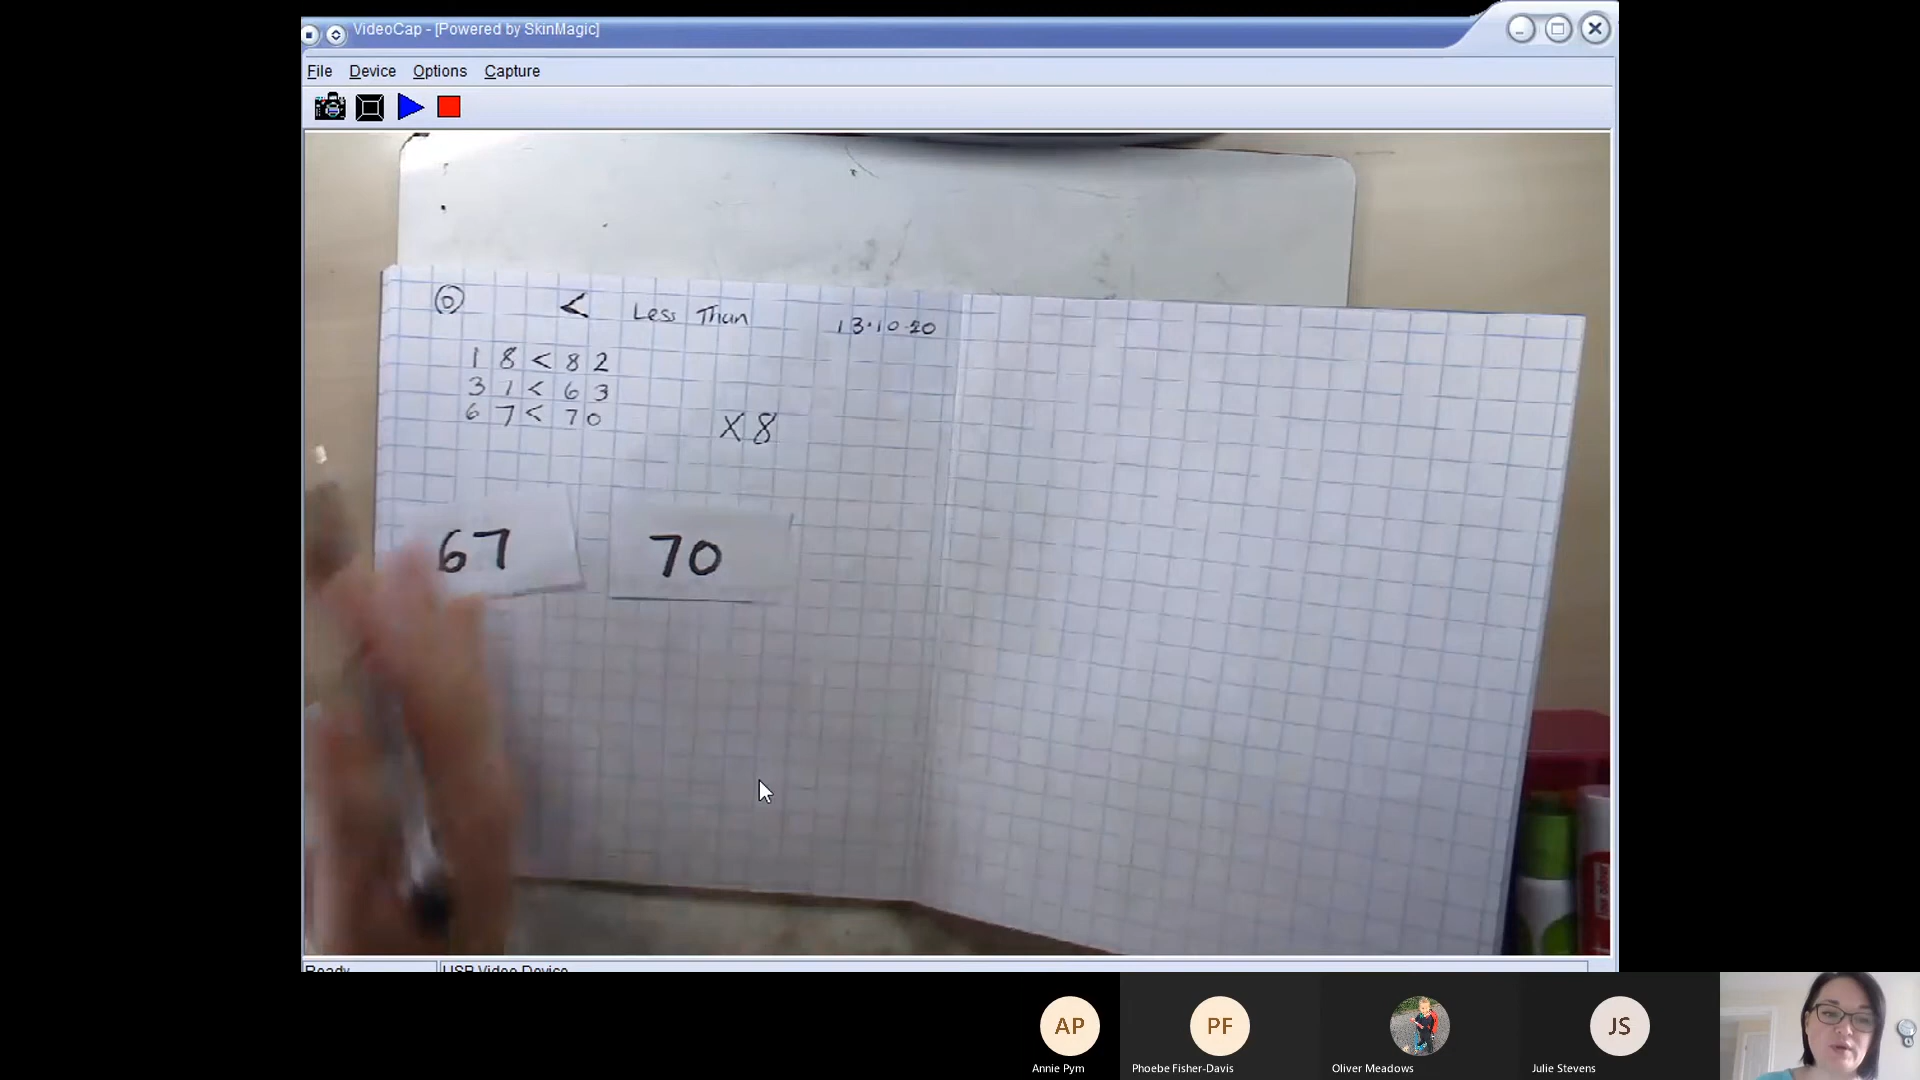 VideoCap - [Powered by SkinMagic]
File Device Options Capture
O < Less Than 13.10.20
18 < 82
31 < 63
67 < 70
X8
67 70
Ready USB Video Device
AP PF JS
Annie Pym Phoebe Fisher-Davis Oliver Meadows Julie Stevens